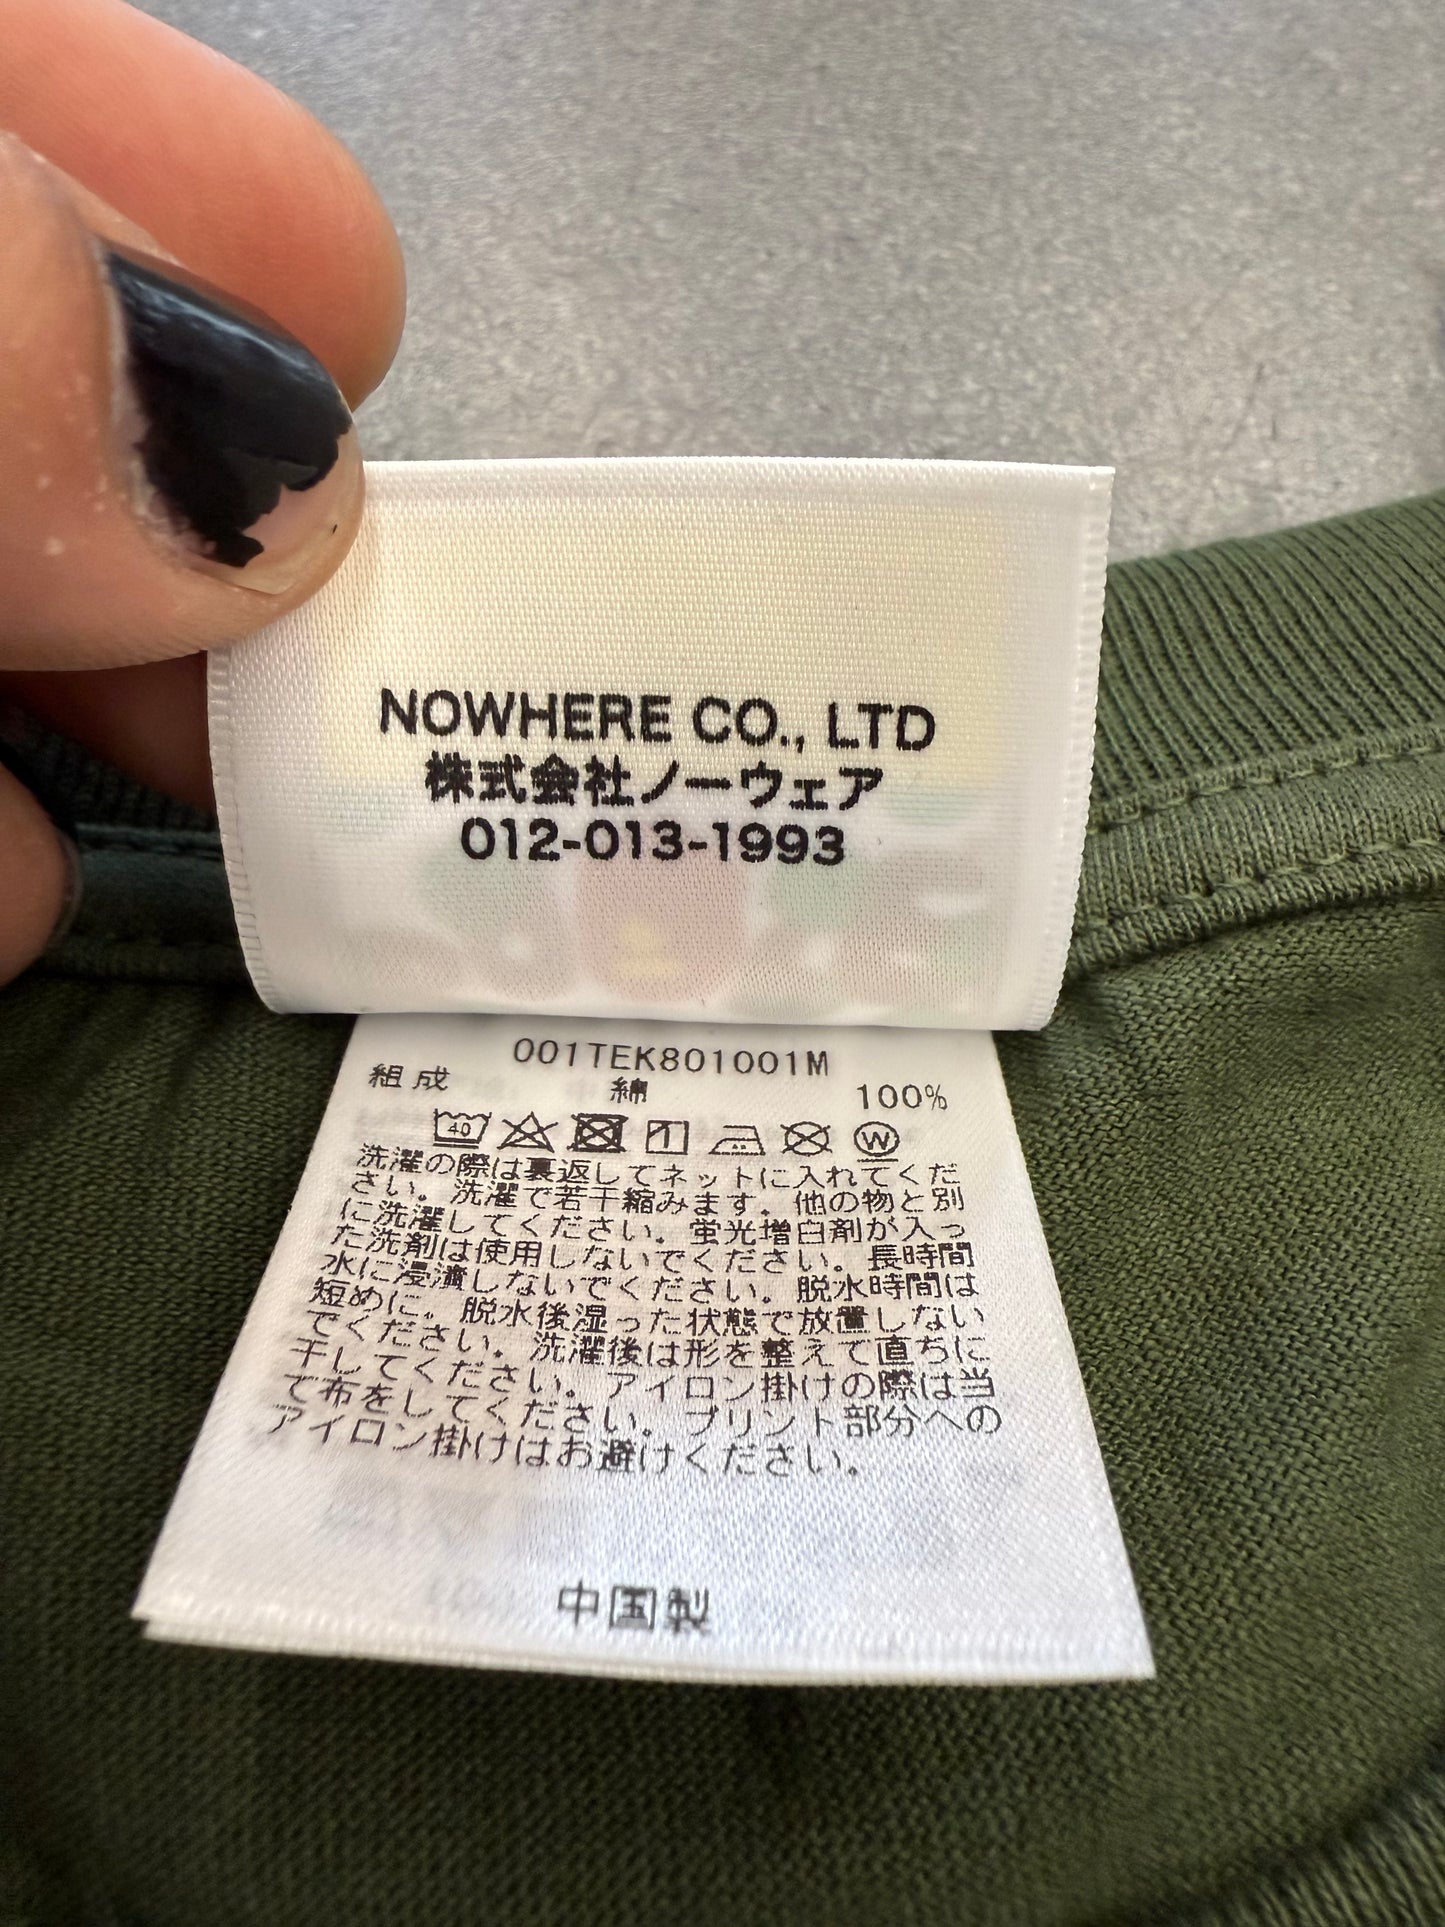 NOWHERE CO., LTD
株式会社ノーウェア
012-013-1993
001TEK801001M
組成 綿 100%
40 W
洗濯の際は裏返してネットに入れてくだ
さい。洗濯で若干縮みます。他の物と別
に洗濯してください。蛍光増白剤が入っ
た洗剤は使用しないでください。長時間
水に浸漬しないでください。脱水時間は
短めに。脱水後湿った状態で放置しない
でください。洗濯後は形を整えて直ちに
干してください。アイロン掛けの際は当
て布をしてください。プリント部分への
アイロン掛けはお避けください。
中国製